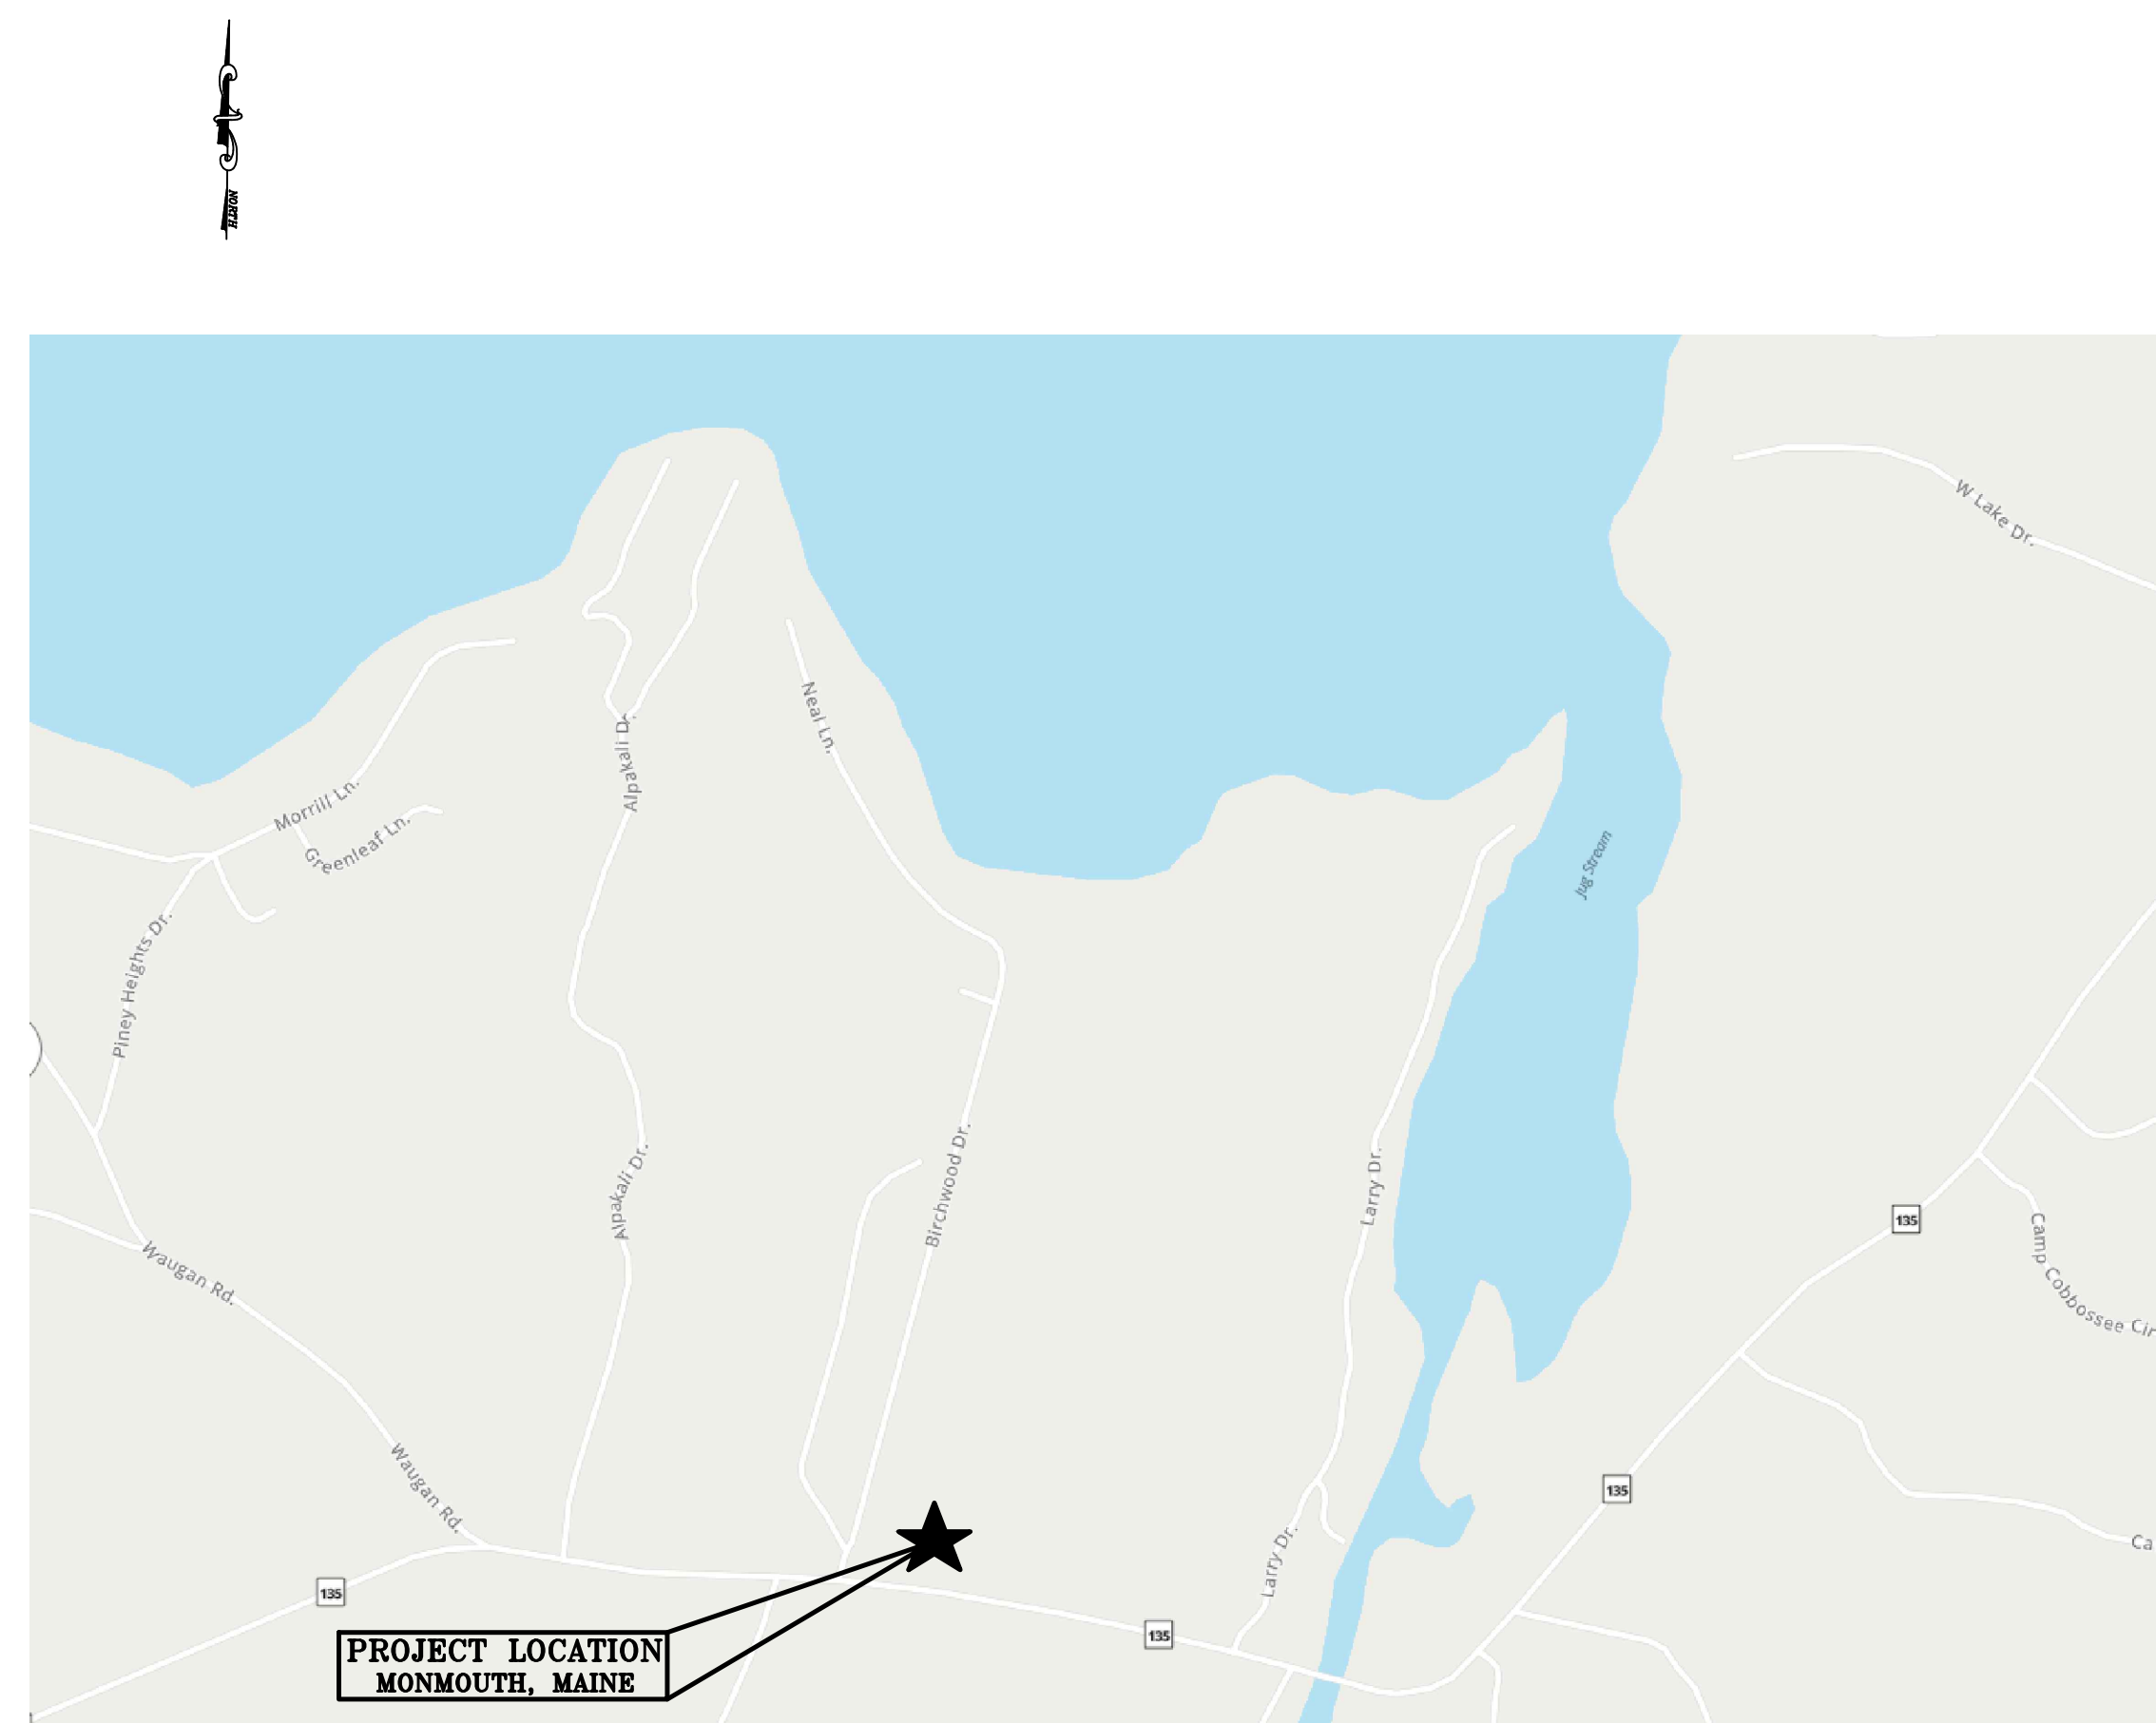 NORTH
W Lake Dr.
Neal Ln.
Alpakali Dr.
Morrill Ln.
Greenleaf Ln.
Jug Stream
Piney Heights Dr.
Alpakali Dr.
Birchwood Dr.
Larry Dr.
135
Camp Cobbossee Cir
Waugan Rd.
Waugan Rd.
135
Larry Dr.
Ca
135
135
PROJECT LOCATION
MONMOUTH, MAINE